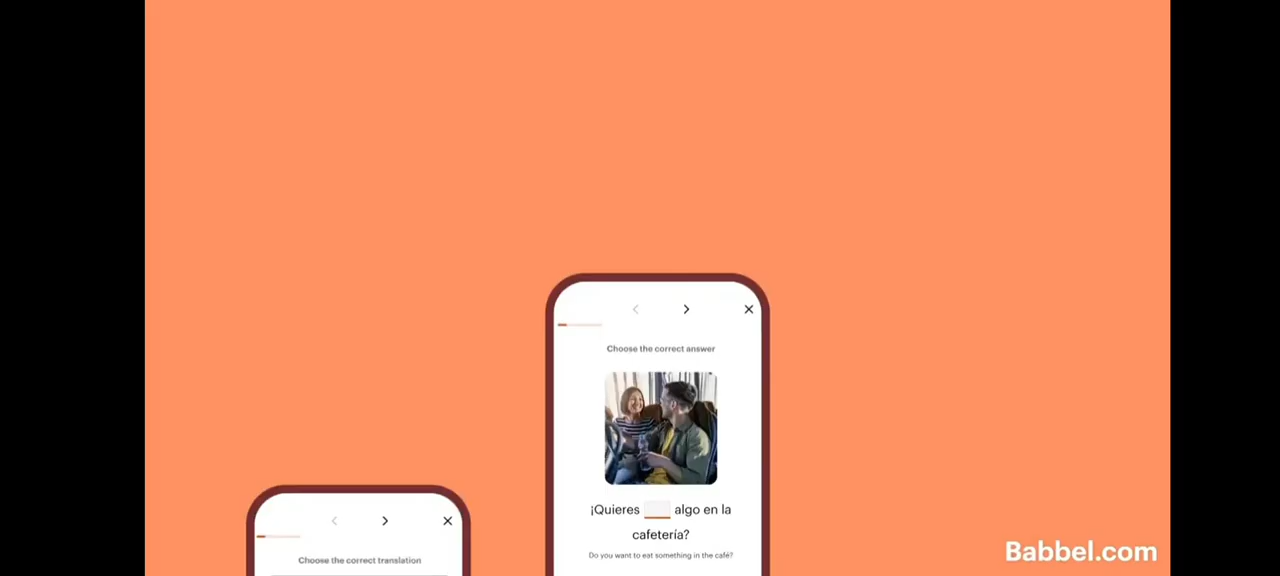 Choose the correct answer
¡Quieres ___ algo en la
cafetería?
Do you want to eat something in the café?
Choose the correct translation
Babbel.com